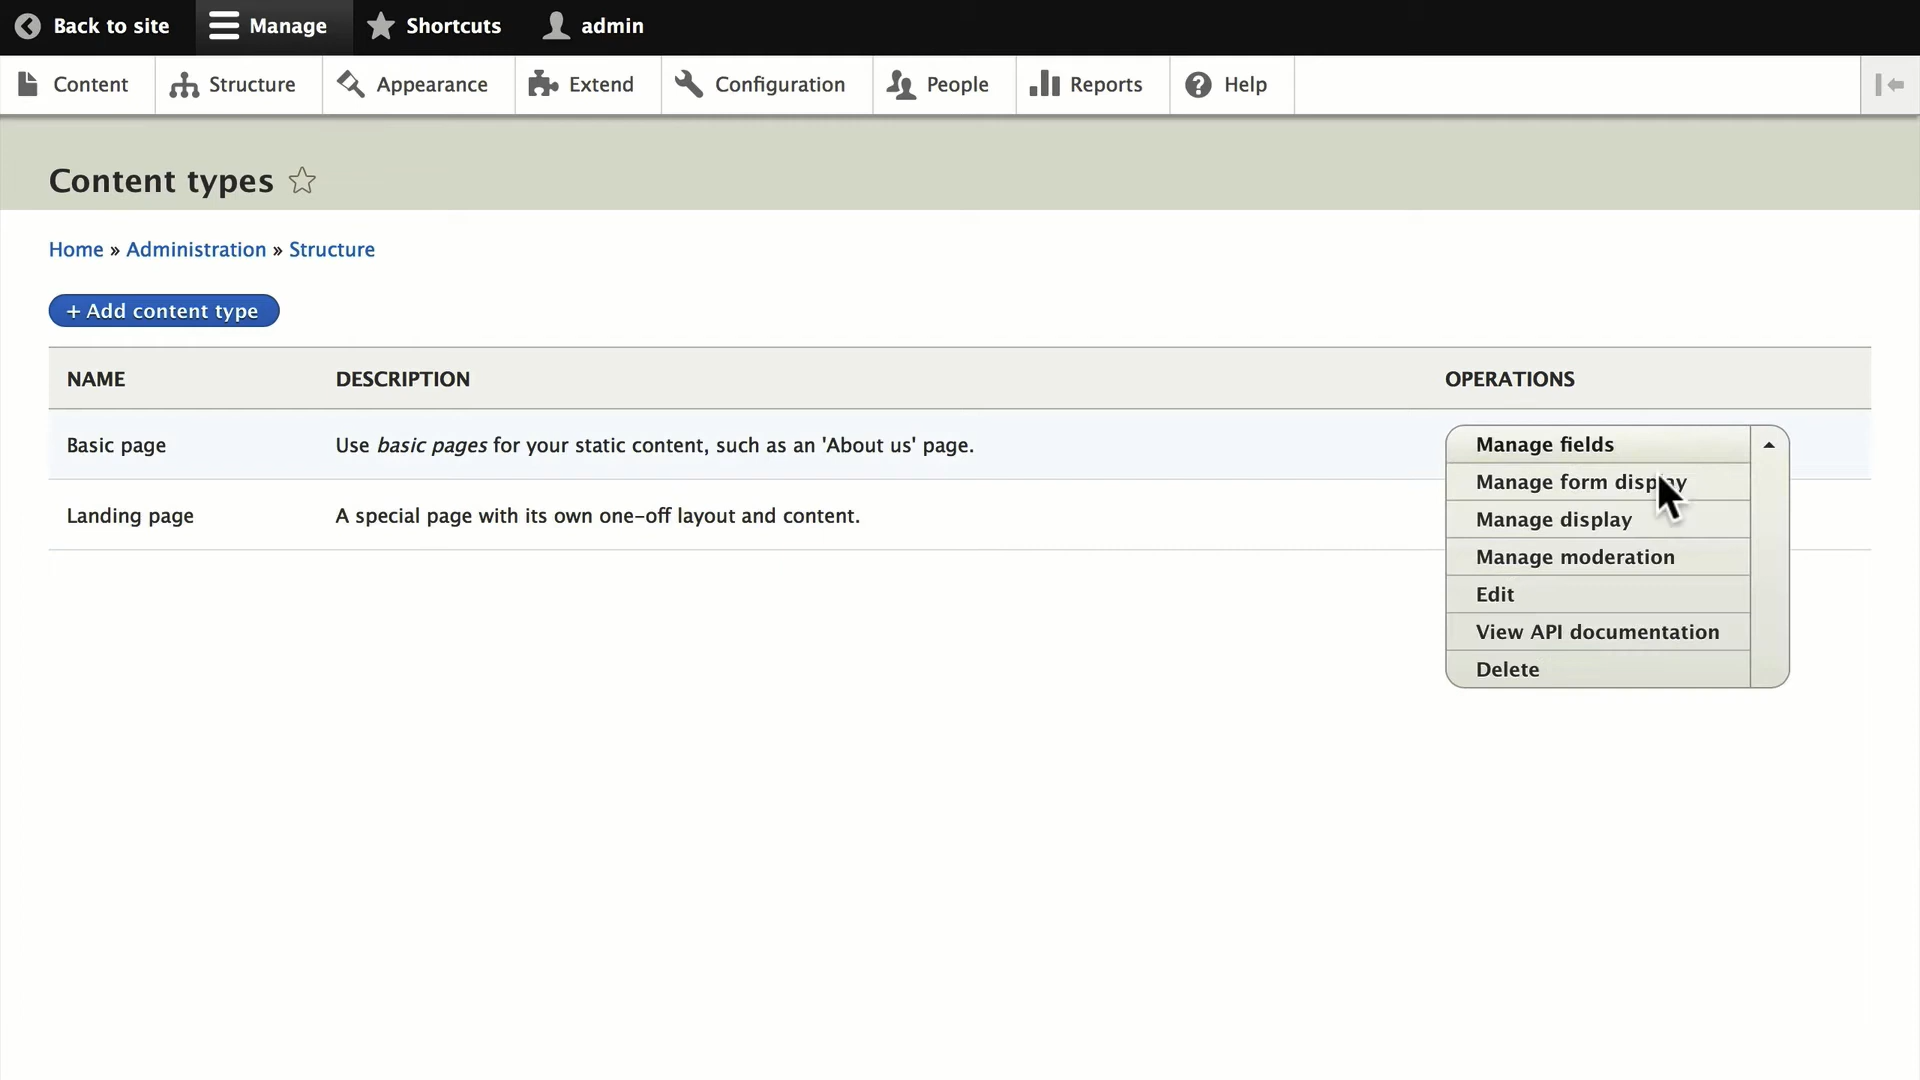 Back to site Manage Shortcuts admin
Content Structure Appearance Extend Configuration People Reports Help
Content types
Home » Administration » Structure
+ Add content type
NAME DESCRIPTION OPERATIONS
Basic page Use basic pages for your static content, such as an 'About us' page. Manage fields
Manage form display
Landing page A special page with its own one-off layout and content. Manage display
Manage moderation
Edit
View API documentation
Delete